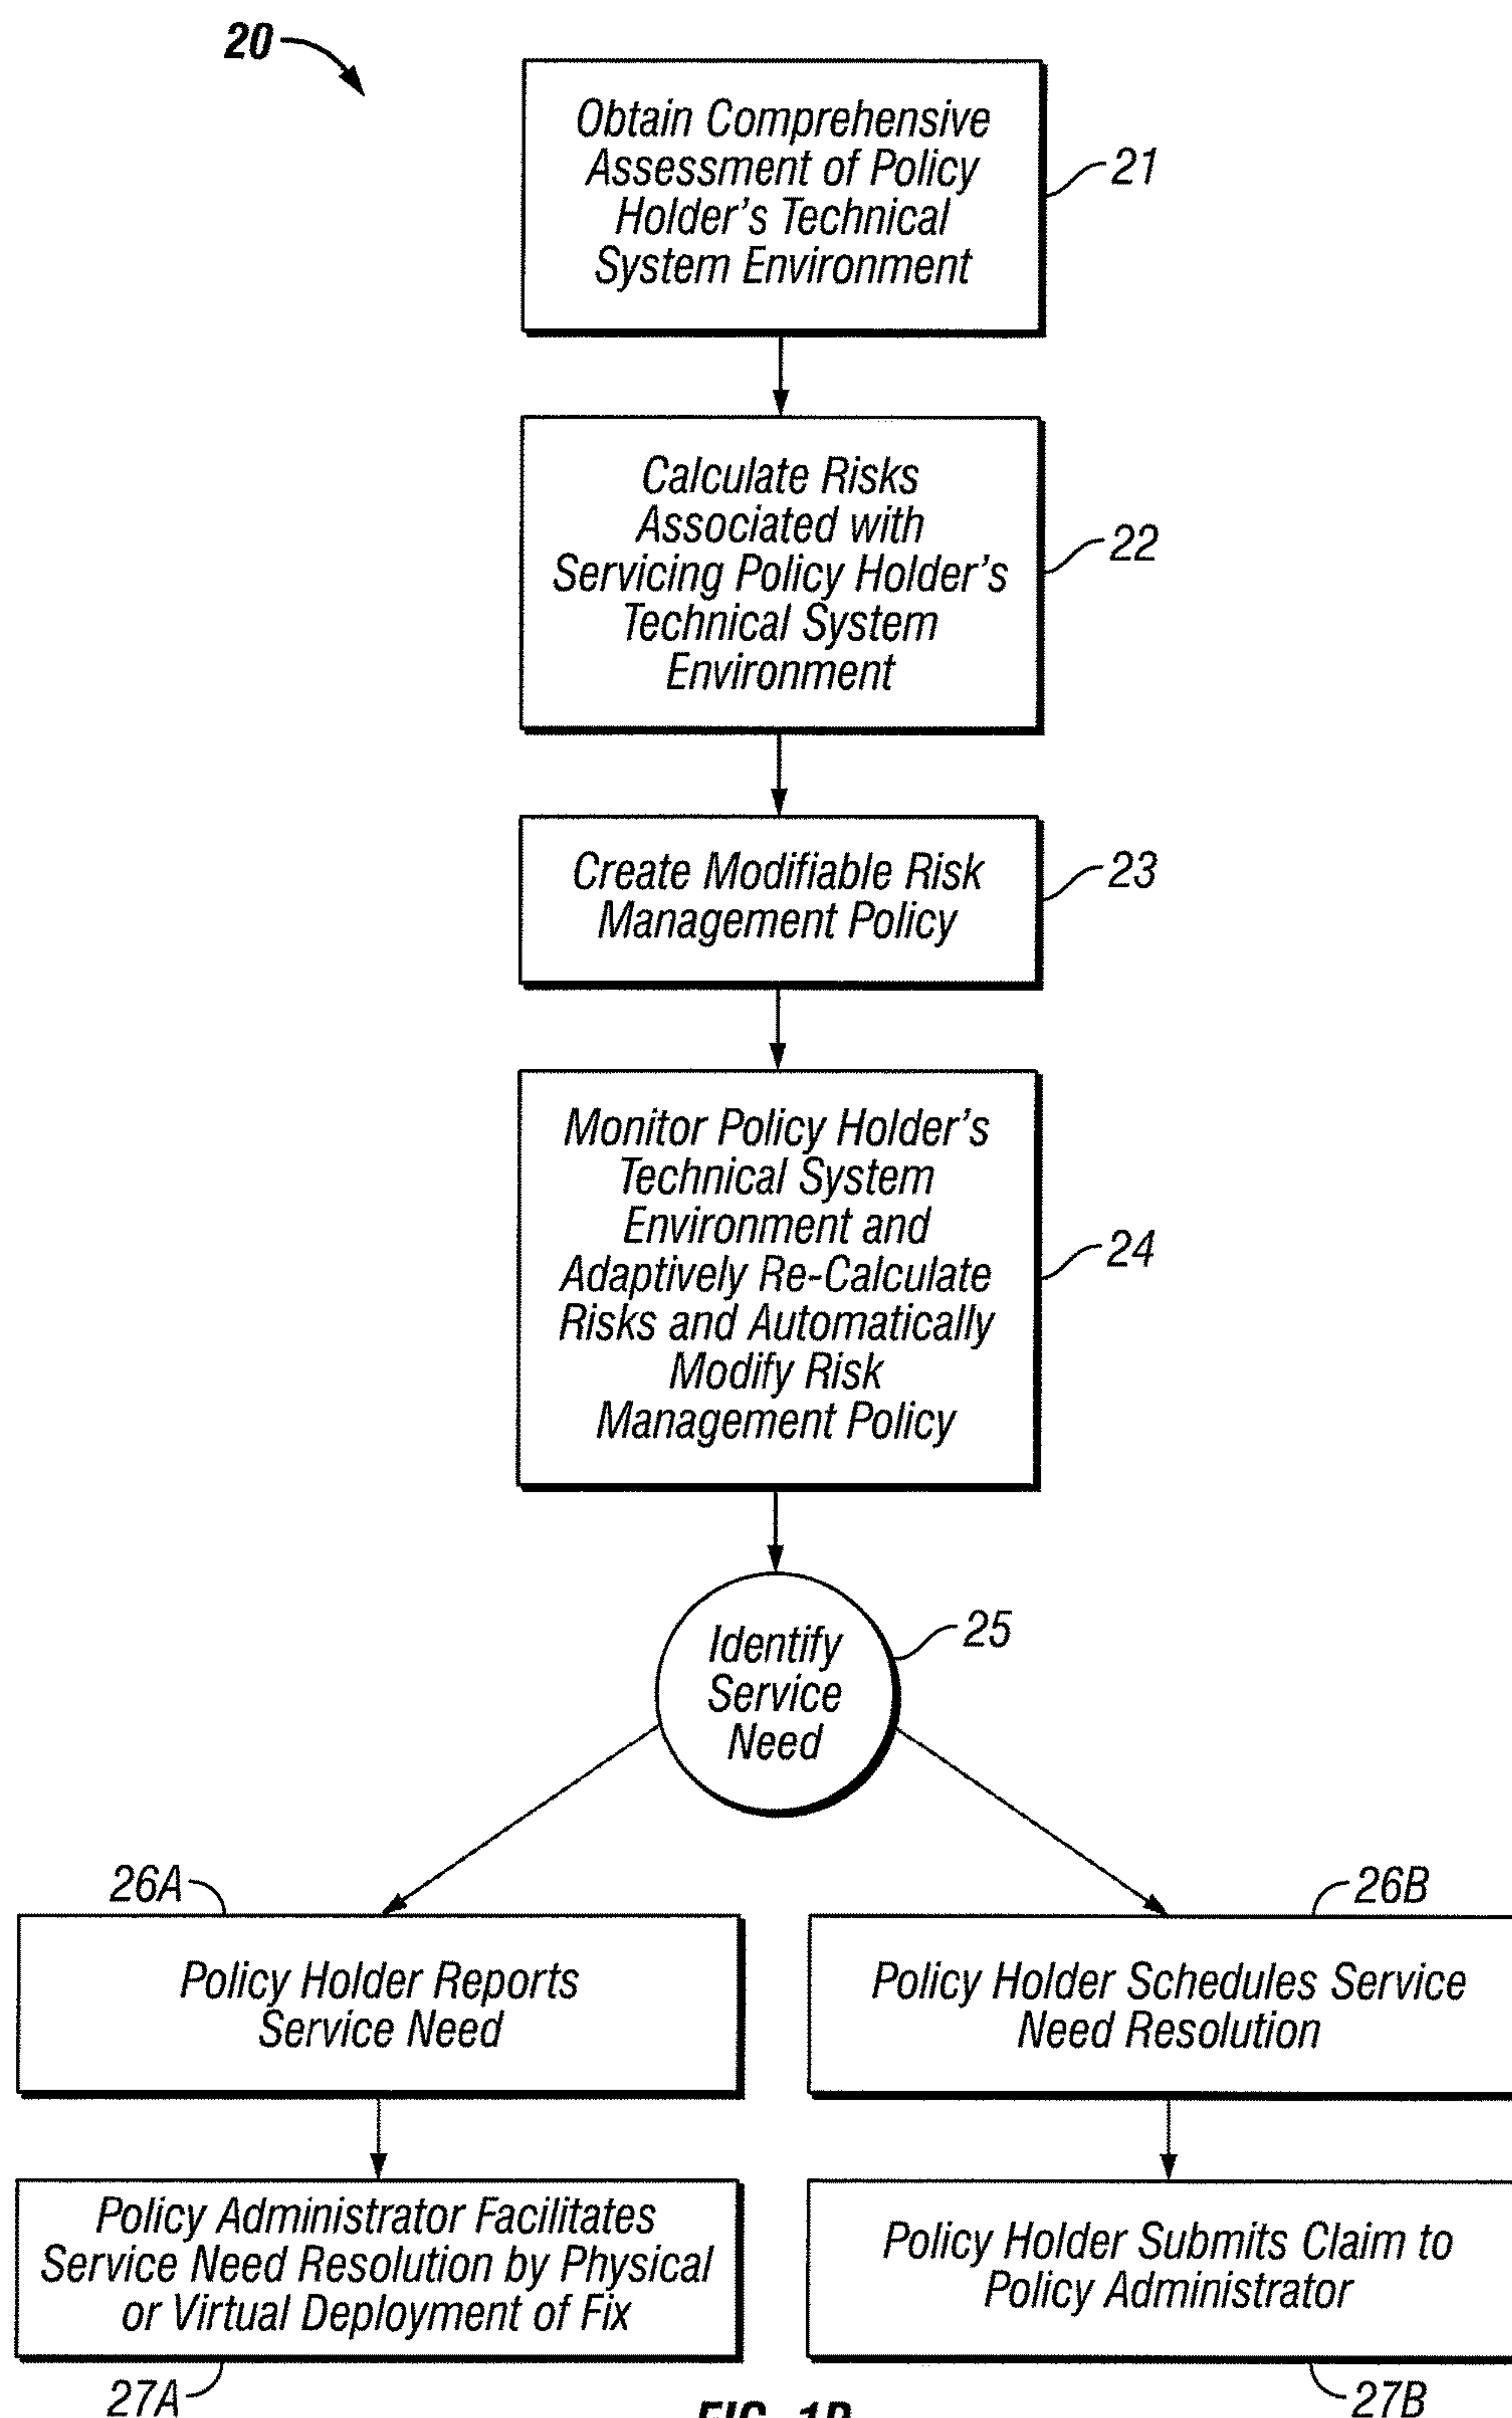 20
Obtain Comprehensive
Assessment of Policy
Holder's Technical
System Environment
21
Calculate Risks
Associated with
Servicing Policy Holder's
Technical System
Environment
22
Create Modifiable Risk
Management Policy
23
Monitor Policy Holder's
Technical System
Environment and
Adaptively Re-Calculate
Risks and Automatically
Modify Risk
Management Policy
24
Identify
Service
Need
25
26A
Policy Holder Reports
Service Need
26B
Policy Holder Schedules Service
Need Resolution
Policy Administrator Facilitates
Service Need Resolution by Physical
or Virtual Deployment of Fix
27A
Policy Holder Submits Claim to
Policy Administrator
27B